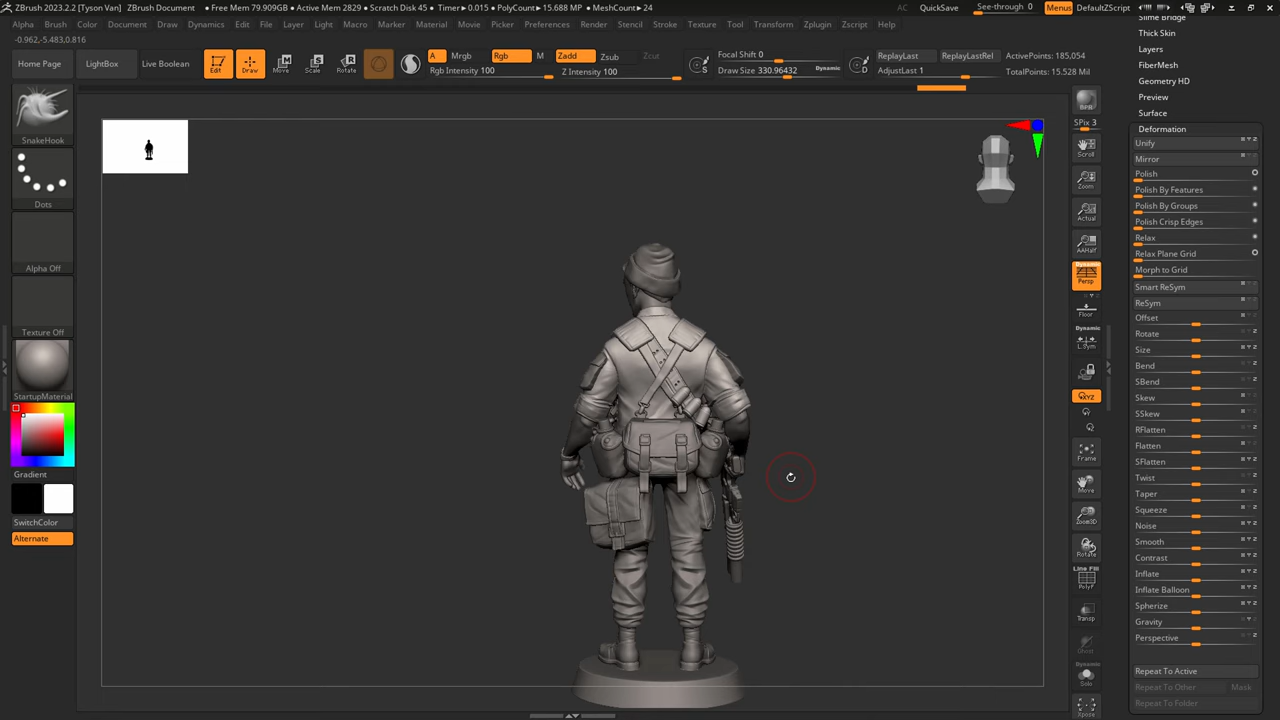 ZBrush 2023.2.2 [Tyson Van] ZBrush Document • Free Mem 79.909GB • Active Mem 2829 • Scratch Disk 45 • Timer▸0.015 • PolyCount▸15.688 MP • MeshCount▸24 AC QuickSave See-through 0 Menus DefaultZScript
Alpha Brush Color Document Draw Dynamics Edit File Layer Light Macro Marker Material Movie Picker Preferences Render Stencil Stroke Texture Tool Transform Zplugin Zscript Help
-0.962,-5.483,0.816
Home Page LightBox Live Boolean Edit Draw Move Scale Rotate A Mrgb Rgb M Zadd Zsub Zcut
Rgb Intensity 100 Z Intensity 100
Focal Shift 0
Draw Size 330.96432 Dynamic
S D
ReplayLast ReplayLastRel
AdjustLast 1
ActivePoints: 185,054
TotalPoints: 15.528 Mil
SnakeHook
Dots
Alpha Off
Texture Off
StartupMaterial
Gradient
SwitchColor
Alternate
BPR
SPix 3
Scroll
Zoom
Actual
AAHalf
Dynamic
Persp
Floor
Dynamic
L.Sym
XYZ
Frame
Move
Zoom3D
Rotate
Line Fill
PolyF
Transp
Ghost
Dynamic
Solo
Xpose
Slime Bridge
Thick Skin
Layers
FiberMesh
Geometry HD
Preview
Surface
Deformation
Unify
Mirror
Polish
Polish By Features
Polish By Groups
Polish Crisp Edges
Relax
Relax Plane Grid
Morph to Grid
Smart ReSym
ReSym
Offset
Rotate
Size
Bend
SBend
Skew
SSkew
RFlatten
Flatten
SFlatten
Twist
Taper
Squeeze
Noise
Smooth
Contrast
Inflate
Inflate Balloon
Spherize
Gravity
Perspective
Repeat To Active
Repeat To Other Mask
Repeat To Folder